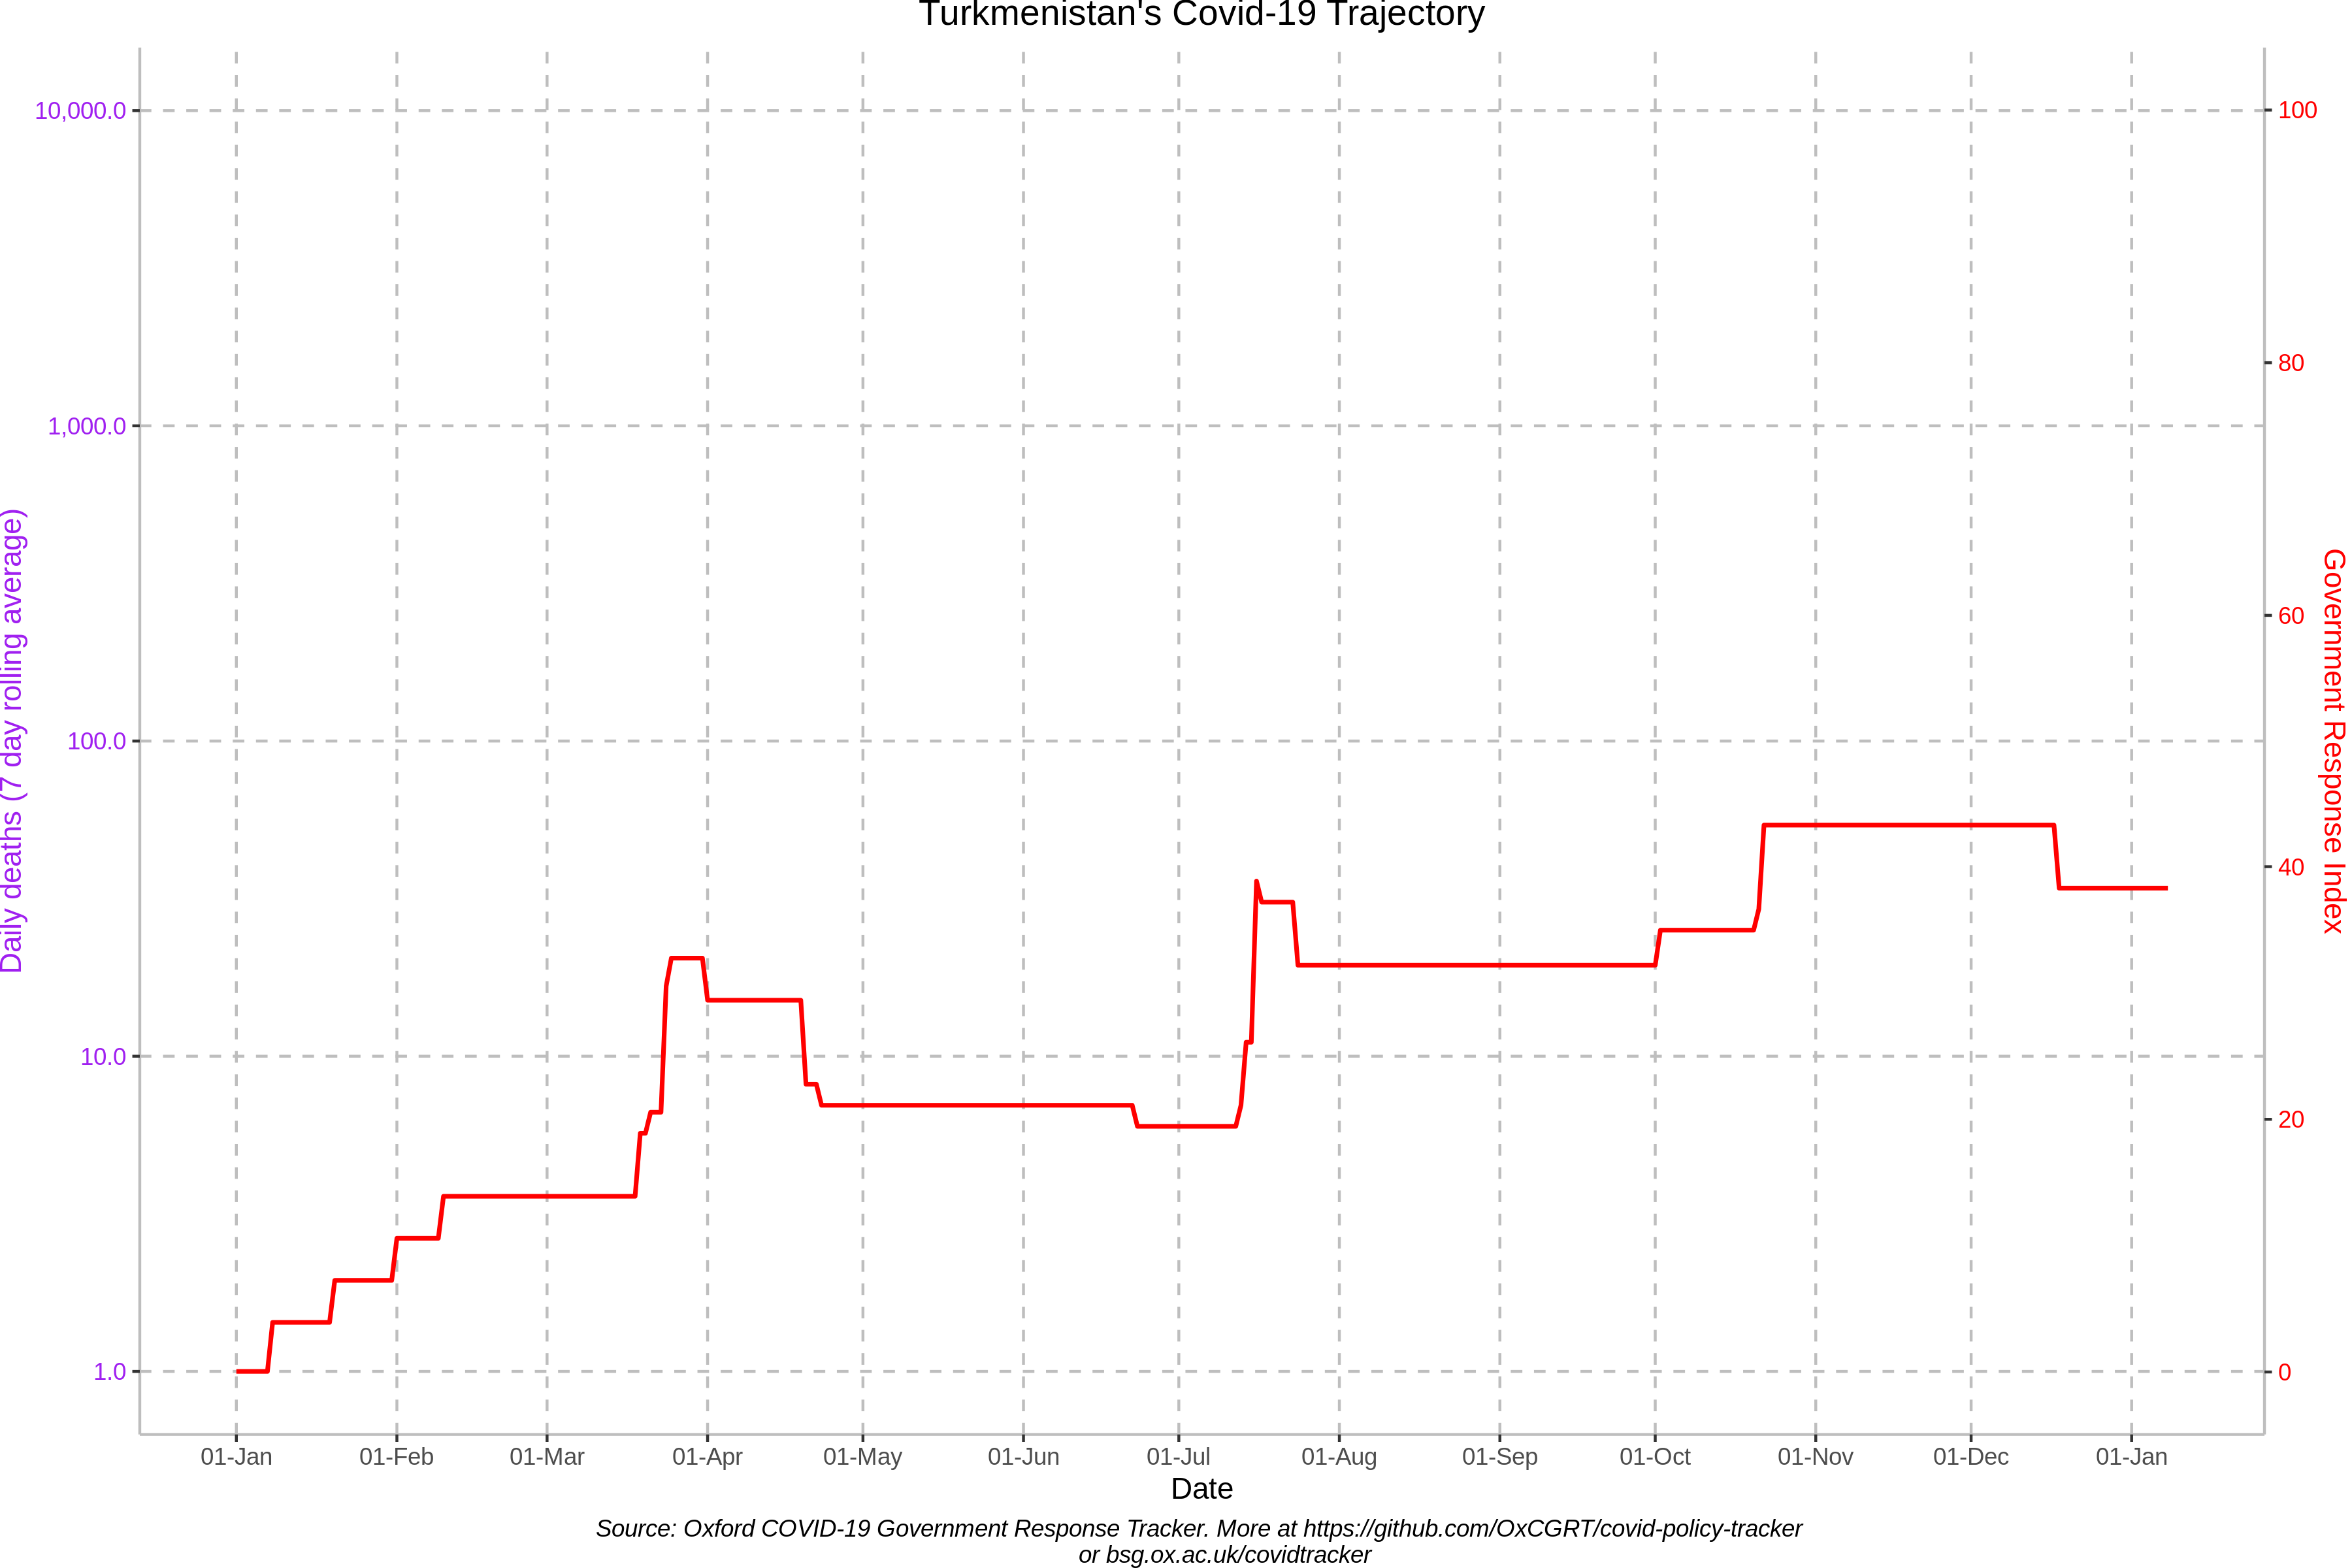 Turkmenistan's Covid-19 Trajectory
10,000.0
1,000.0
100.0
10.0
1.0
Daily deaths (7 day rolling average)
100
80
60
40
20
0
Government Response Index
01-Jan 01-Feb 01-Mar 01-Apr 01-May 01-Jun 01-Jul 01-Aug 01-Sep 01-Oct 01-Nov 01-Dec 01-Jan
Date
Source: Oxford COVID-19 Government Response Tracker. More at https://github.com/OxCGRT/covid-policy-tracker
or bsg.ox.ac.uk/covidtracker